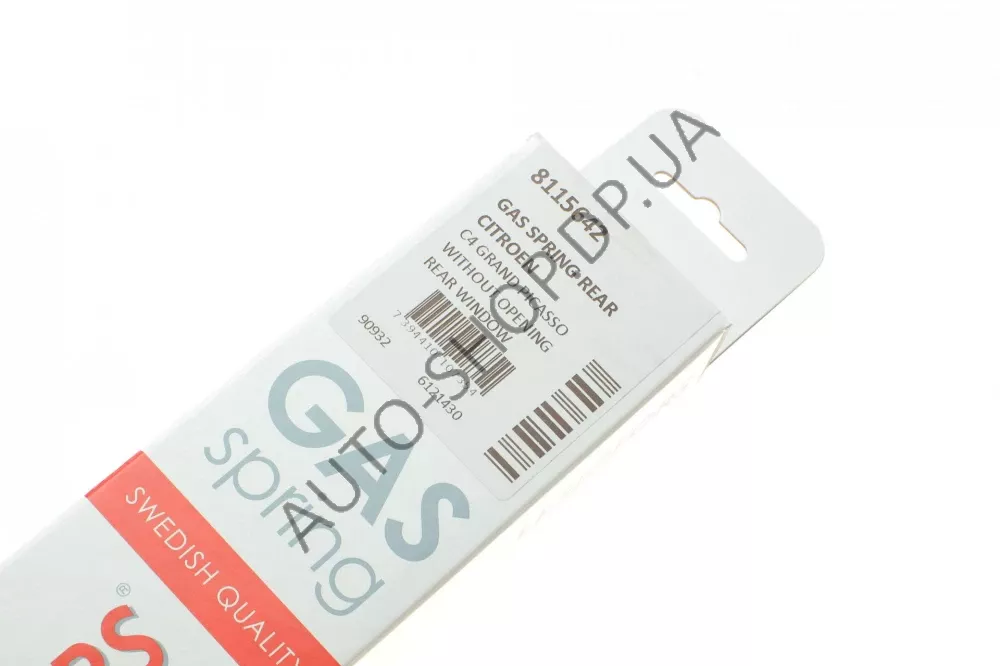 8115642
GAS SPRING REAR
CITROEN
C4 GRAND PICASSO
WITHOUT OPENING
REAR WINDOW
90932
6121430
GAS
spring
SWEDISH QUALITY
®
AUTO-SHOP.DP.UA